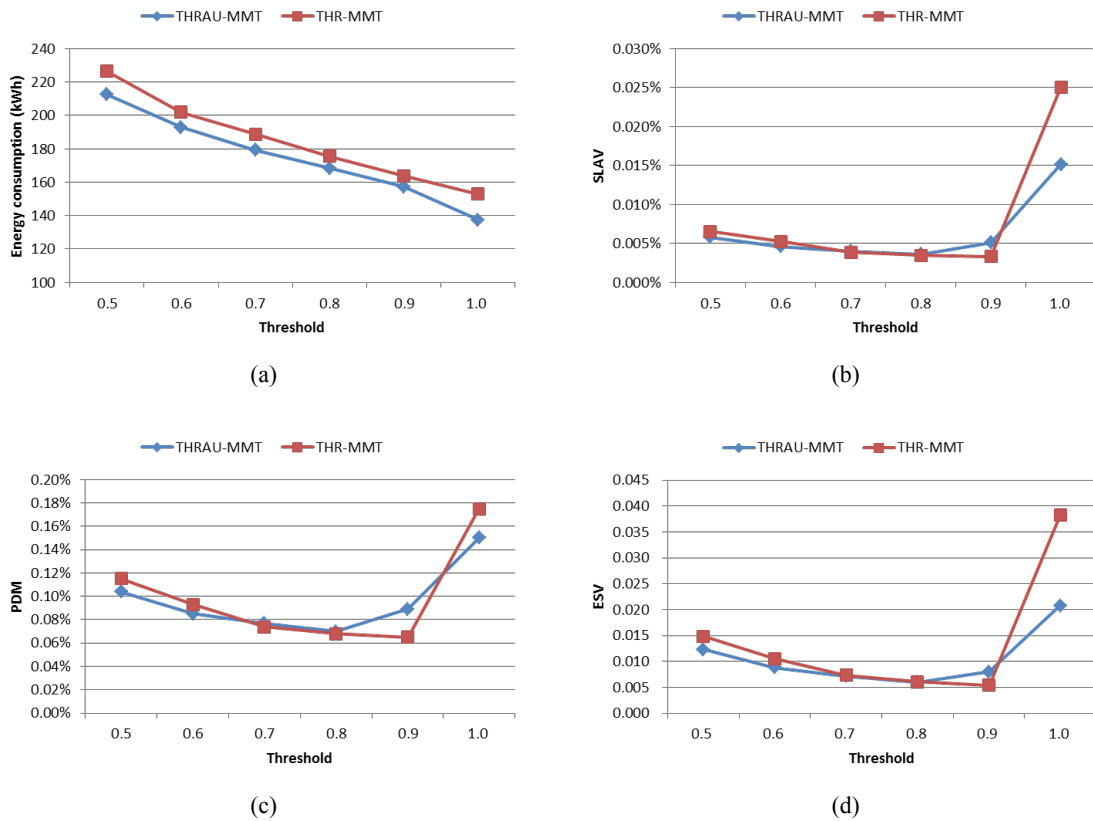 THRAU-MMT THR-MMT
240
220
200
180
160
140
120
100
Energy consumption (kWh)
0.5 0.6 0.7 0.8 0.9 1.0
Threshold
(a)
THRAU-MMT THR-MMT
0.030%
0.025%
0.020%
0.015%
0.010%
0.005%
0.000%
SLAV
0.5 0.6 0.7 0.8 0.9 1.0
Threshold
(b)
THRAU-MMT THR-MMT
0.20%
0.18%
0.16%
0.14%
0.12%
0.10%
0.08%
0.06%
0.04%
0.02%
0.00%
PDM
0.5 0.6 0.7 0.8 0.9 1.0
Threshold
(c)
THRAU-MMT THR-MMT
0.045
0.040
0.035
0.030
0.025
0.020
0.015
0.010
0.005
0.000
ESV
0.5 0.6 0.7 0.8 0.9 1.0
Threshold
(d)